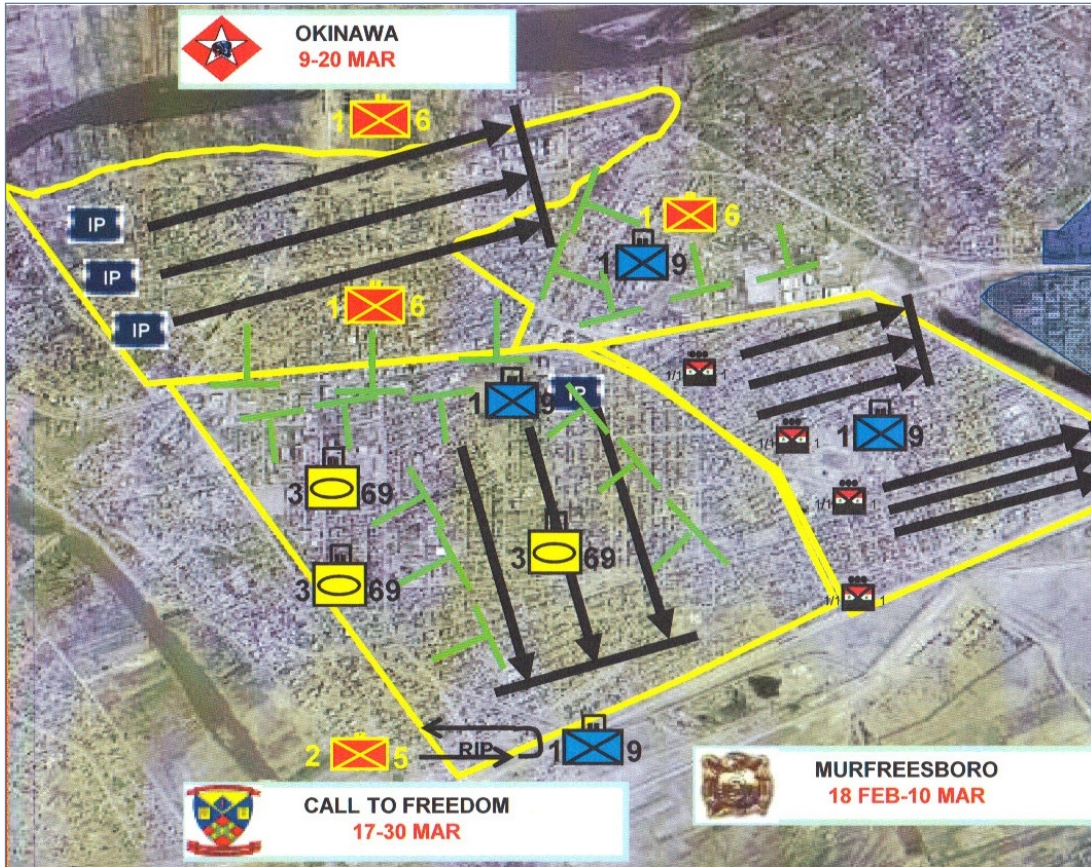 OKINAWA
9-20 MAR
1 6
IP
1 6
IP
1 9
IP
1 6
1/1
1 9
IP
1/1 1
1 9
3 69
1/1 1
3 69
3 69
1/1 1
2 5
RIP
1 9
CALL TO FREEDOM
17-30 MAR
MURFREESBORO
18 FEB-10 MAR